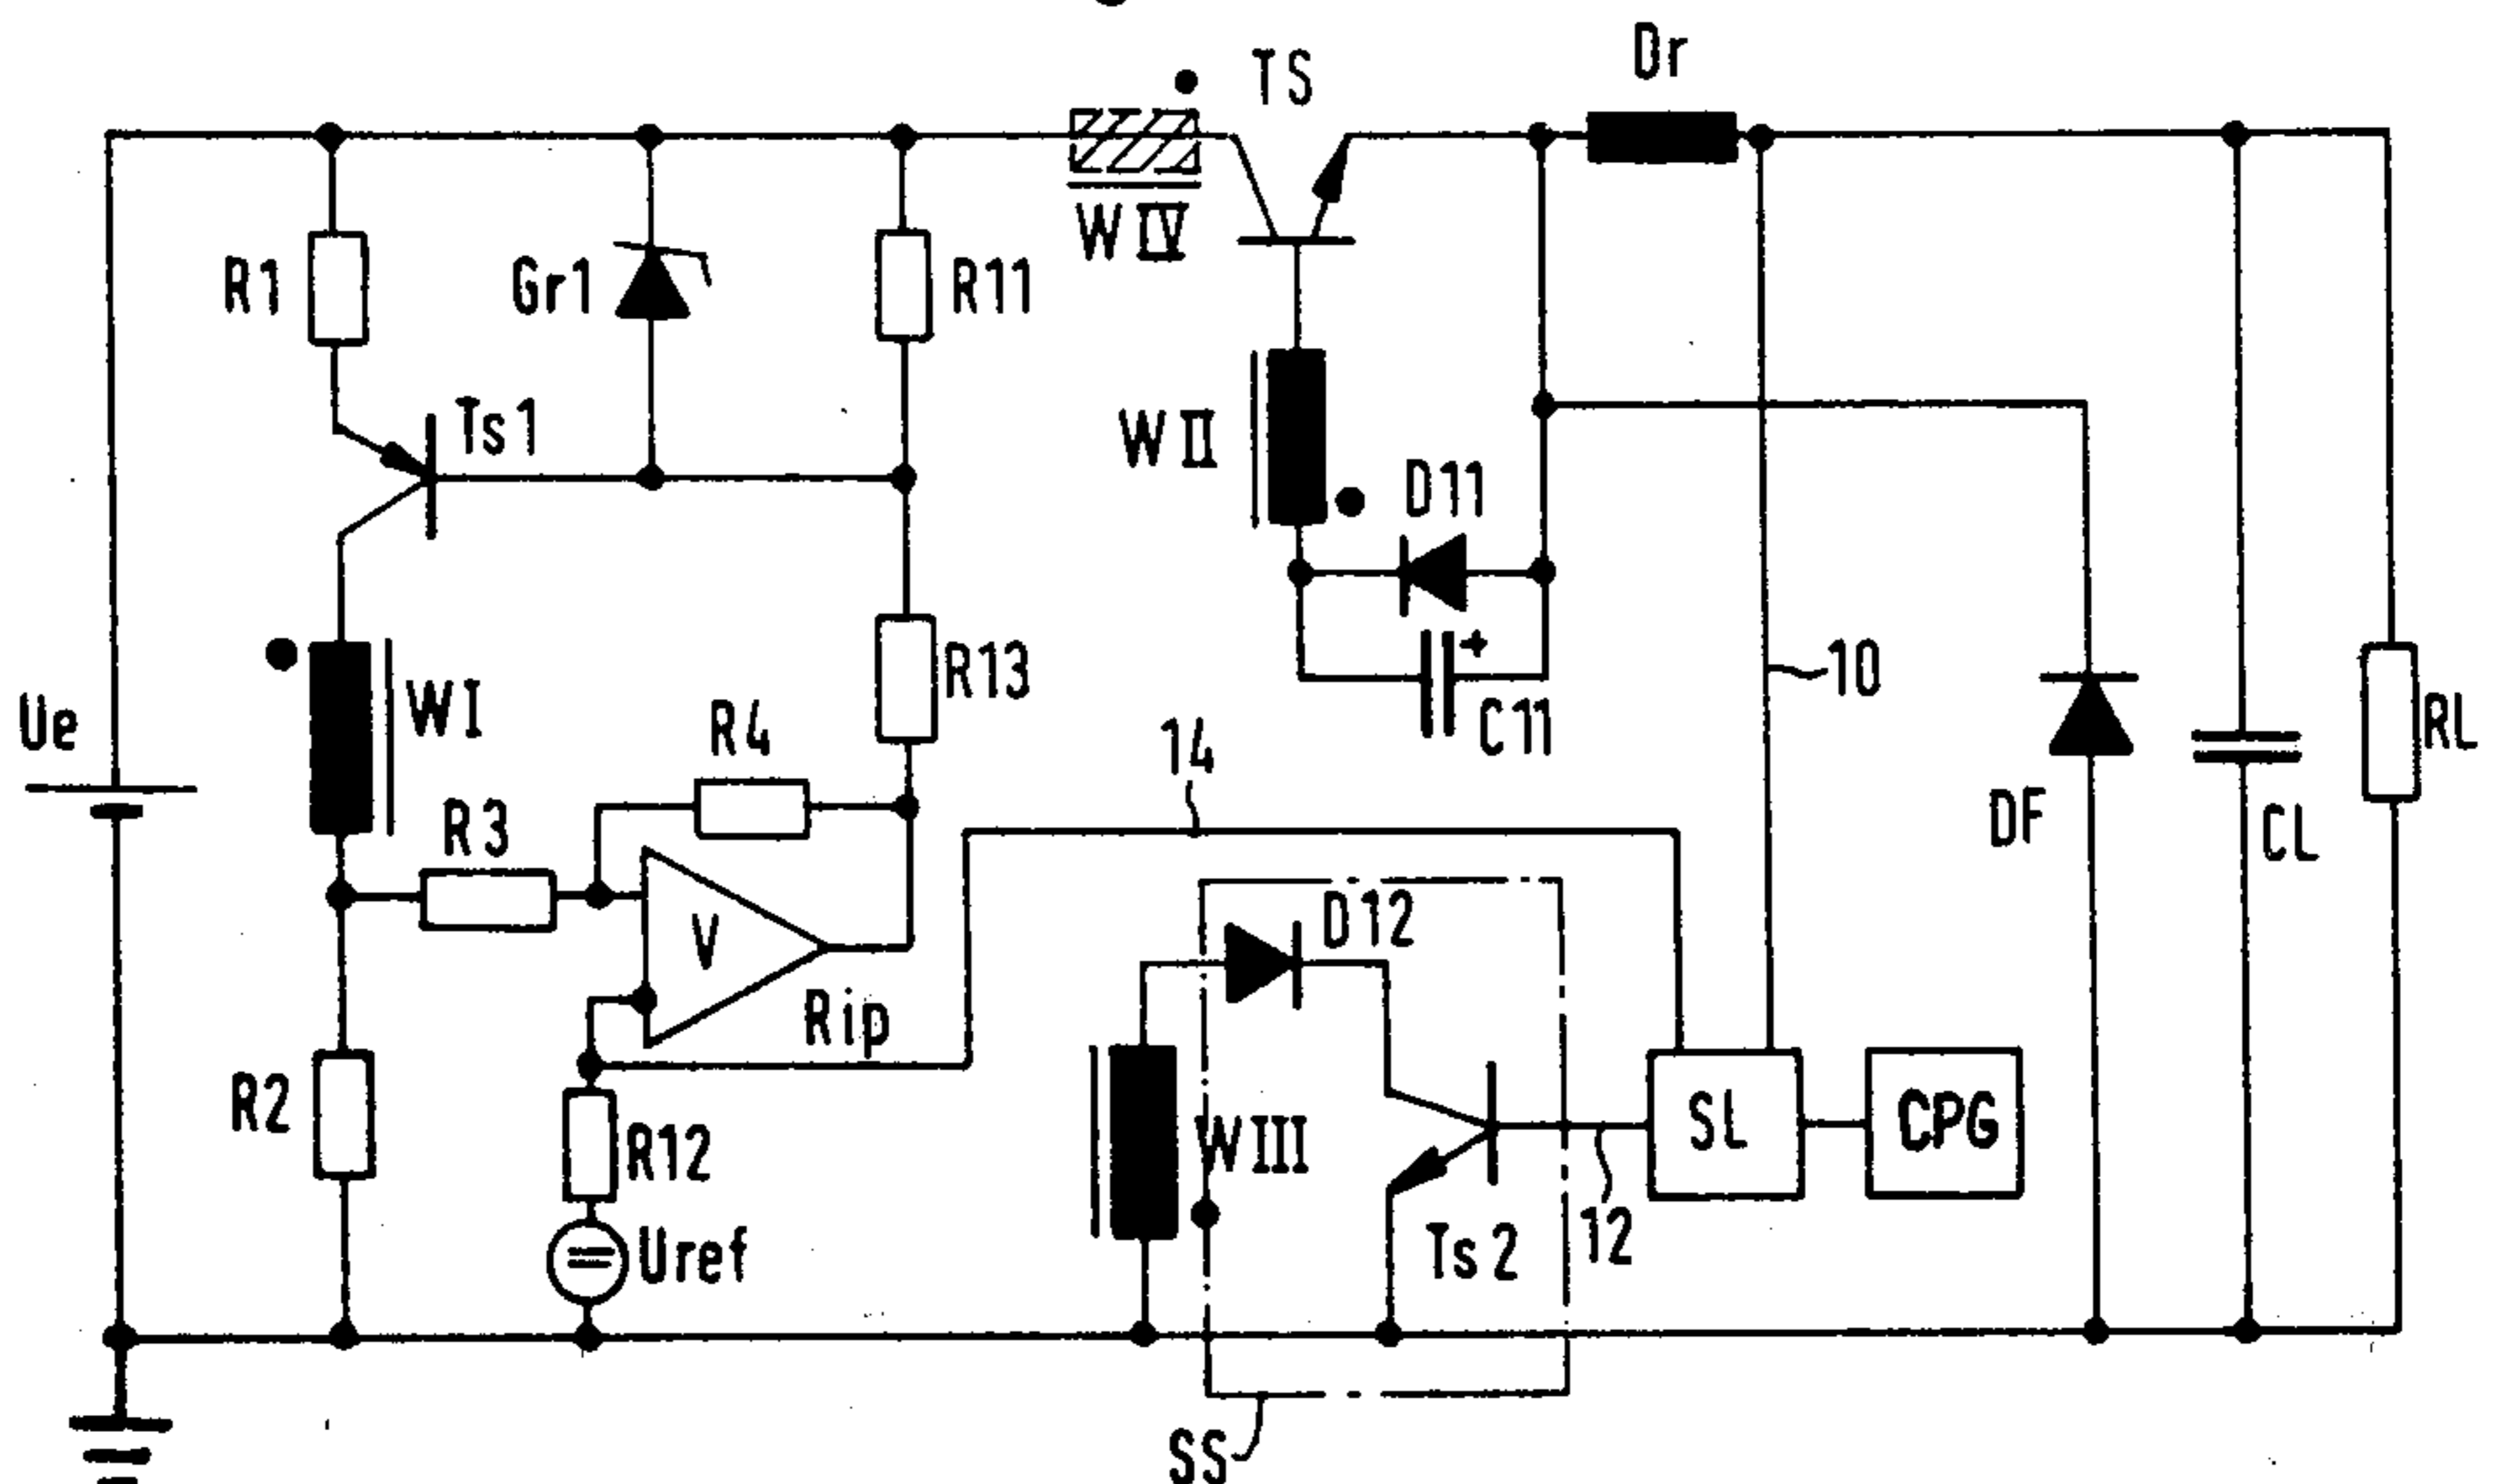 Dr
TS
W IV
R1
Gr1
R11
Ts1
W II
D11
+
C11
R13
W I
10
Ue
R4
14
RL
R3
DF
CL
V
D12
Rip
R2
R12
W III
SL
CPG
Uref
=
Ts2
12
SS